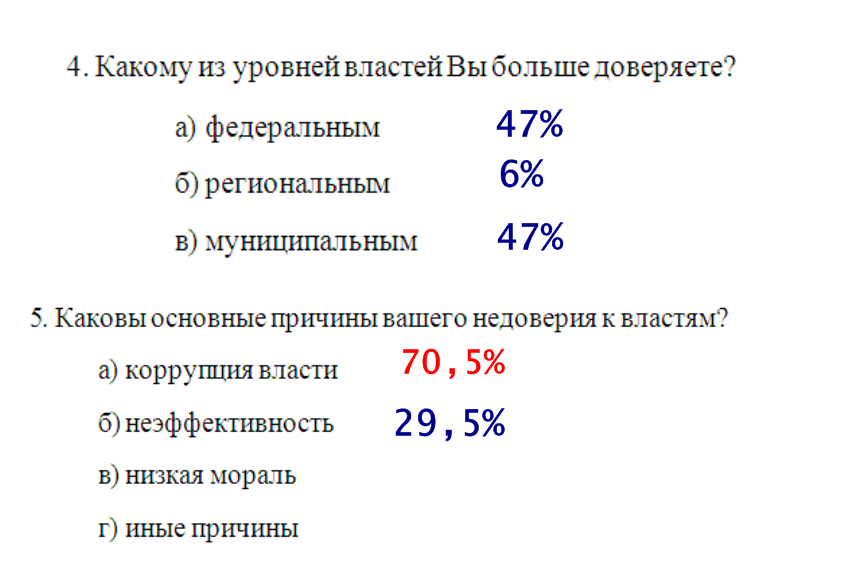 4. Какому из уровней властей Вы больше доверяете?
а) федеральным 47%
б) региональным 6%
в) муниципальным 47%
5. Каковы основные причины вашего недоверия к властям?
а) коррупция власти 70,5%
б) неэффективность 29,5%
в) низкая мораль
г) иные причины